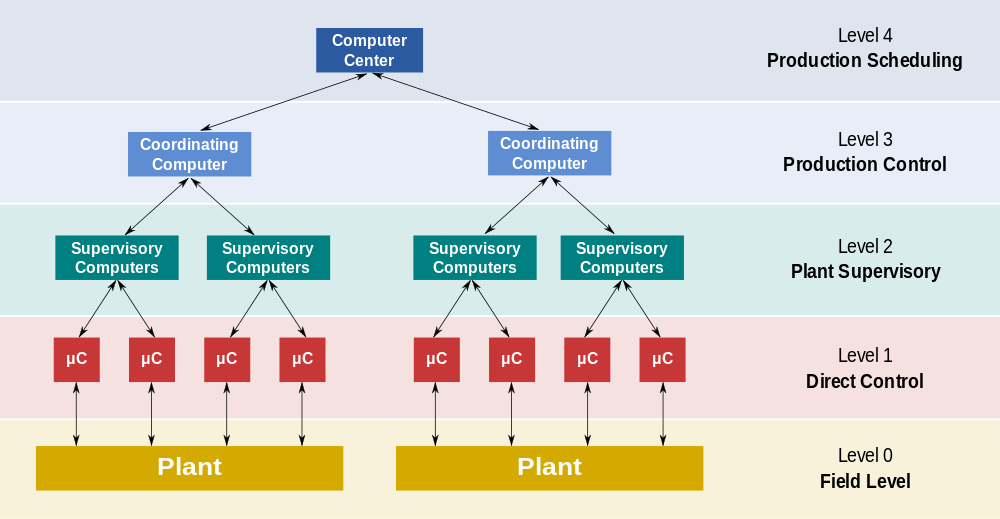 Computer
Center
Level 4
Production Scheduling
Coordinating
Computer
Coordinating
Computer
Level 3
Production Control
Supervisory
Computers
Supervisory
Computers
Supervisory
Computers
Supervisory
Computers
Level 2
Plant Supervisory
μC
μC
μC
μC
μC
μC
μC
μC
Level 1
Direct Control
Plant
Plant
Level 0
Field Level